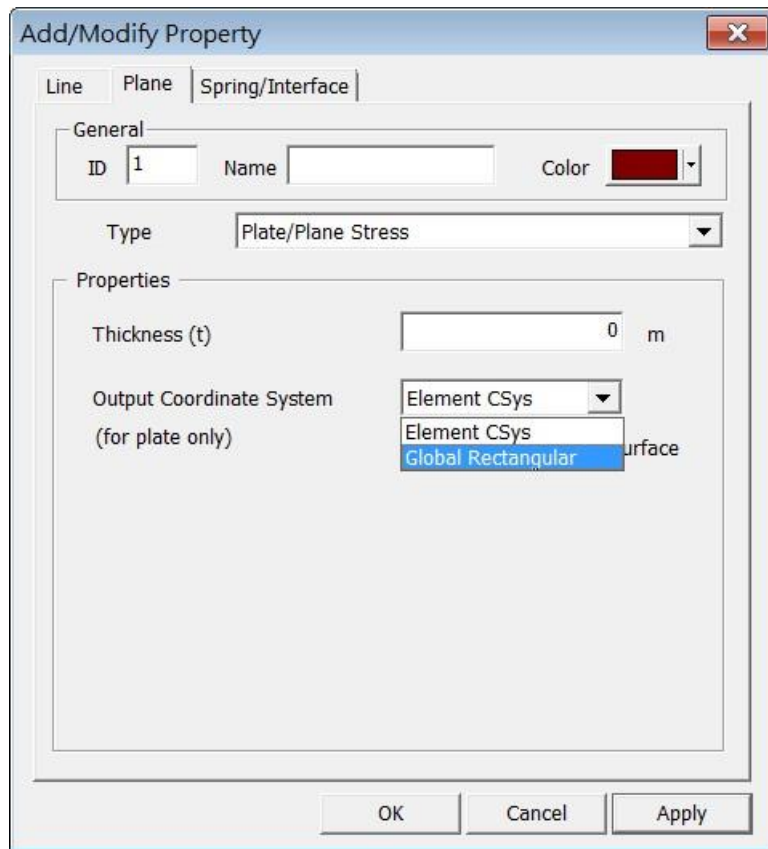 Add/Modify Property
Line Plane Spring/Interface
General
ID 1 Name Color
Type Plate/Plane Stress
Properties
Thickness (t) 0 m
Output Coordinate System Element CSys
(for plate only) Element CSys
Global Rectangular
OK Cancel Apply